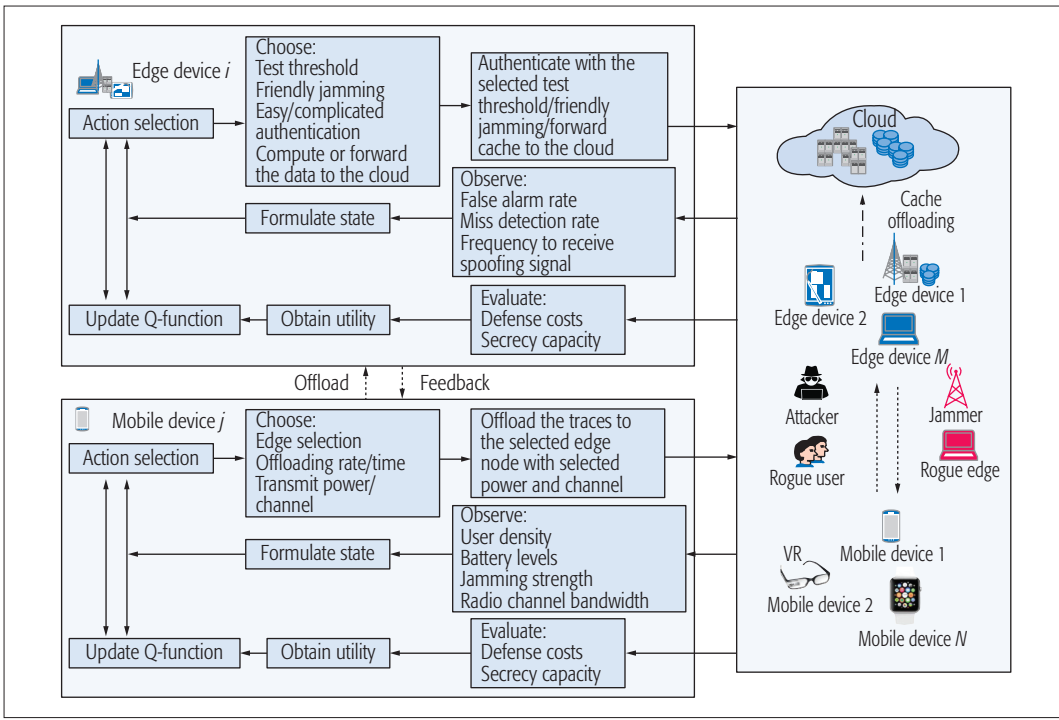 Edge device i
Action selection
Choose:
Test threshold
Friendly jamming
Easy/complicated
authentication
Compute or forward
the data to the cloud
Authenticate with the
selected test
threshold/friendly
jamming/forward
cache to the cloud
Formulate state
Observe:
False alarm rate
Miss detection rate
Frequency to receive
spoofing signal
Update Q-function
Obtain utility
Evaluate:
Defense costs
Secrecy capacity
Offload
Feedback
Mobile device j
Action selection
Choose:
Edge selection
Offloading rate/time
Transmit power/
channel
Offload the traces to
the selected edge
node with selected
power and channel
Formulate state
Observe:
User density
Battery levels
Jamming strength
Radio channel bandwidth
Update Q-function
Obtain utility
Evaluate:
Defense costs
Secrecy capacity
Cloud
Cache
offloading
Edge device 1
Edge device 2
Edge device M
Attacker
Jammer
Rogue user
Rogue edge
Mobile device 1
VR
Mobile device 2
Mobile device N